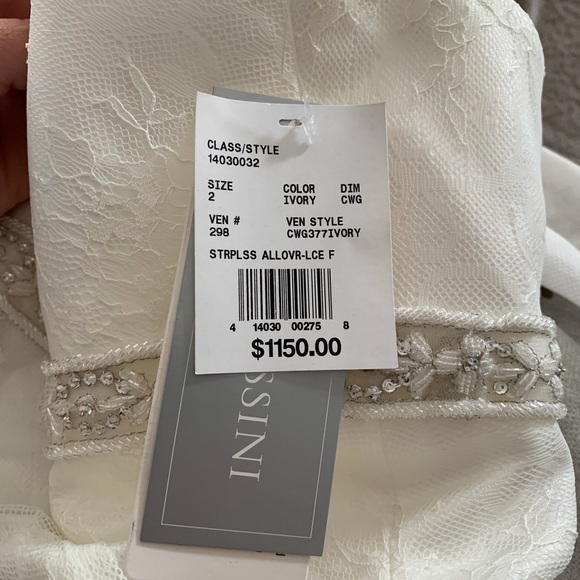 CLASS/STYLE
14030032
SIZE COLOR DIM
2 IVORY CWG
VEN # VEN STYLE
298 CWG377IVORY
STRPLSS ALLOVR-LCE F
4 14030 00275 8
$1150.00
SSINI